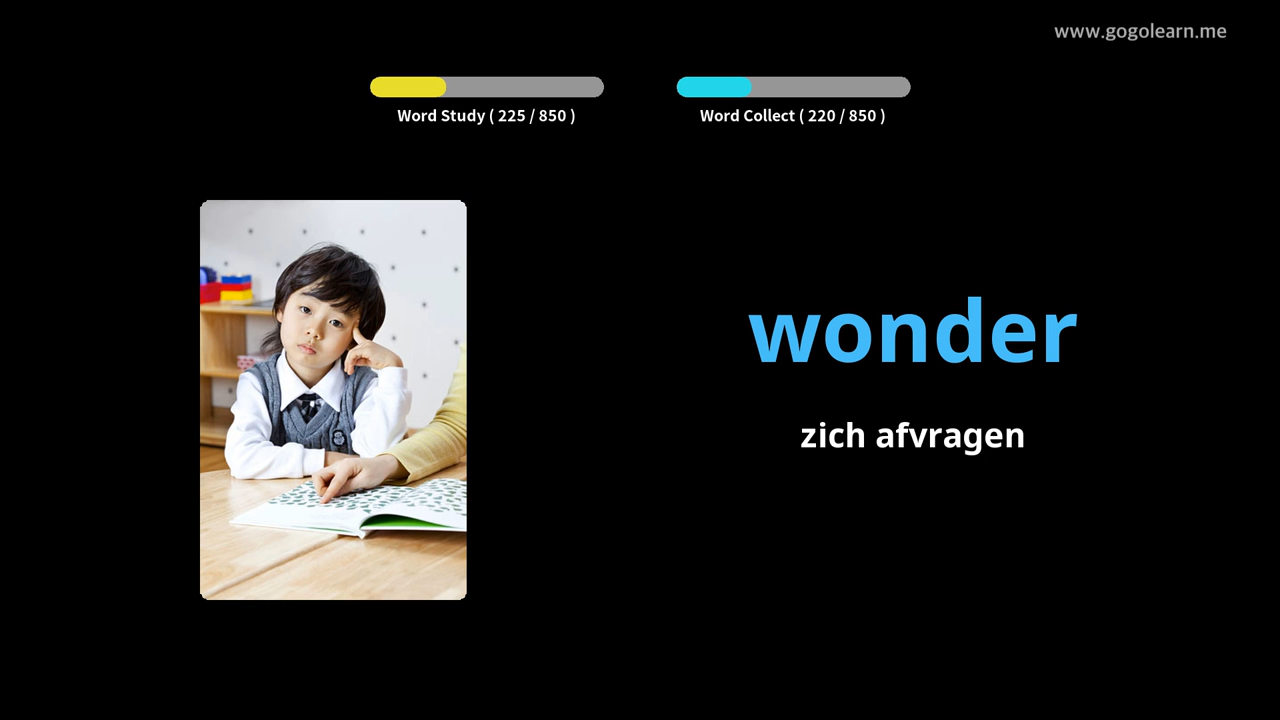 www.gogolearn.me
Word Study ( 225 / 850 )
Word Collect ( 220 / 850 )
wonder
zich afvragen